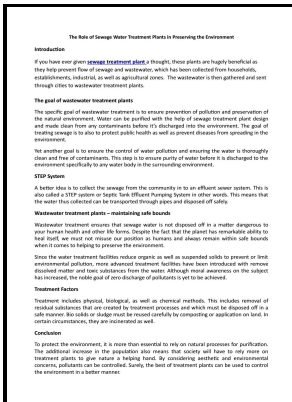 The Role of Sewage Water Treatment Plants in Preserving the Environment
Introduction
If you have ever given sewage treatment plant a thought, these plants are hugely beneficial as
they help prevent flow of sewage and wastewater, which has been collected from households,
establishments, industrial, as well as agricultural zones. The wastewater is then gathered and sent
through cities to wastewater treatment plants.
The goal of wastewater treatment plants
The specific goal of wastewater treatment is to ensure prevention of pollution and preservation of
the natural environment. Water can be purified with the help of sewage treatment plant design
and made clean from any contaminants before it's discharged into the environment. The goal of
treating sewage is to also to protect public health as well as prevent diseases from spreading in the
environment.
Yet another goal is to ensure the control of water pollution and ensuring the water is thoroughly
clean and free of contaminants. This step is to ensure purity of water before it is discharged to the
environment specifically to any water body in the surrounding environment.
STEP System
A better idea is to collect the sewage from the community in to an effluent sewer system. This is
also called a STEP system or Septic Tank Effluent Pumping System in other words. This means that
the water thus collected can be transported through pipes and disposed off safely.
Wastewater treatment plants – maintaining safe bounds
Wastewater treatment ensures that sewage water is not disposed off in a matter dangerous to
your human health and other life forms. Despite the fact that the planet has remarkable ability to
heal itself, we must not misuse our position as humans and always remain within safe bounds
when it comes to helping to preserve the environment.
Since the water treatment facilities reduce organic as well as suspended solids to prevent or limit
environmental pollution, more advanced treatment facilities have been introduced with remove
dissolved matter and toxic substances from the water. Although moral awareness on the subject
has increased, the noble goal of zero discharge of pollutants is yet to be achieved.
Treatment Factors
Treatment includes physical, biological, as well as chemical methods. This includes removal of
residual substances that are created by treatment processes and which must be disposed off in a
safe manner. Bio solids or sludge must be reused carefully by composting or application on land. In
certain circumstances, they are incinerated as well.
Conclusion
To protect the environment, it is more than essential to rely on natural processes for purification.
The additional increase in the population also means that society will have to rely more on
treatment plants to give nature a helping hand. By considering aesthetic and environmental
concerns, pollutants can be controlled. Surely, the best of treatment plants can be used to control
the environment in a better manner.